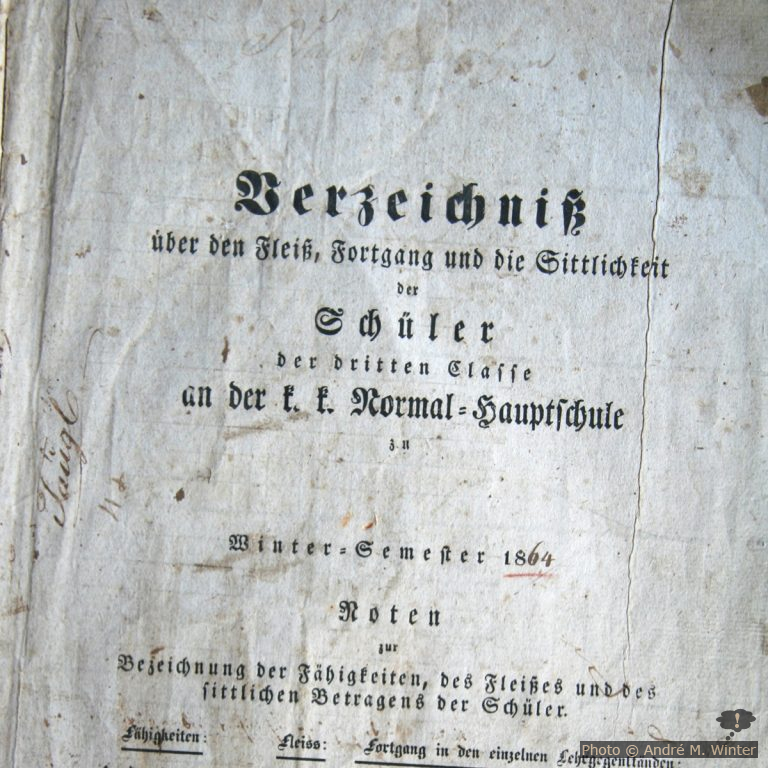 Verzeichniß
über den Fleiß, Fortgang und die Sittlichkeit
der
Schüler
der dritten Classe
an der k. k. Normal-Hauptschule
zu
Winter-Semester 1864
Noten
zur
Bezeichnung der Fähigkeiten, des Fleißes und des
sittlichen Betragens der Schüler.
Fähigkeiten: Fleiss: Fortgang in den einzelnen Lehrgegenständen:
Photo © André M. Winter